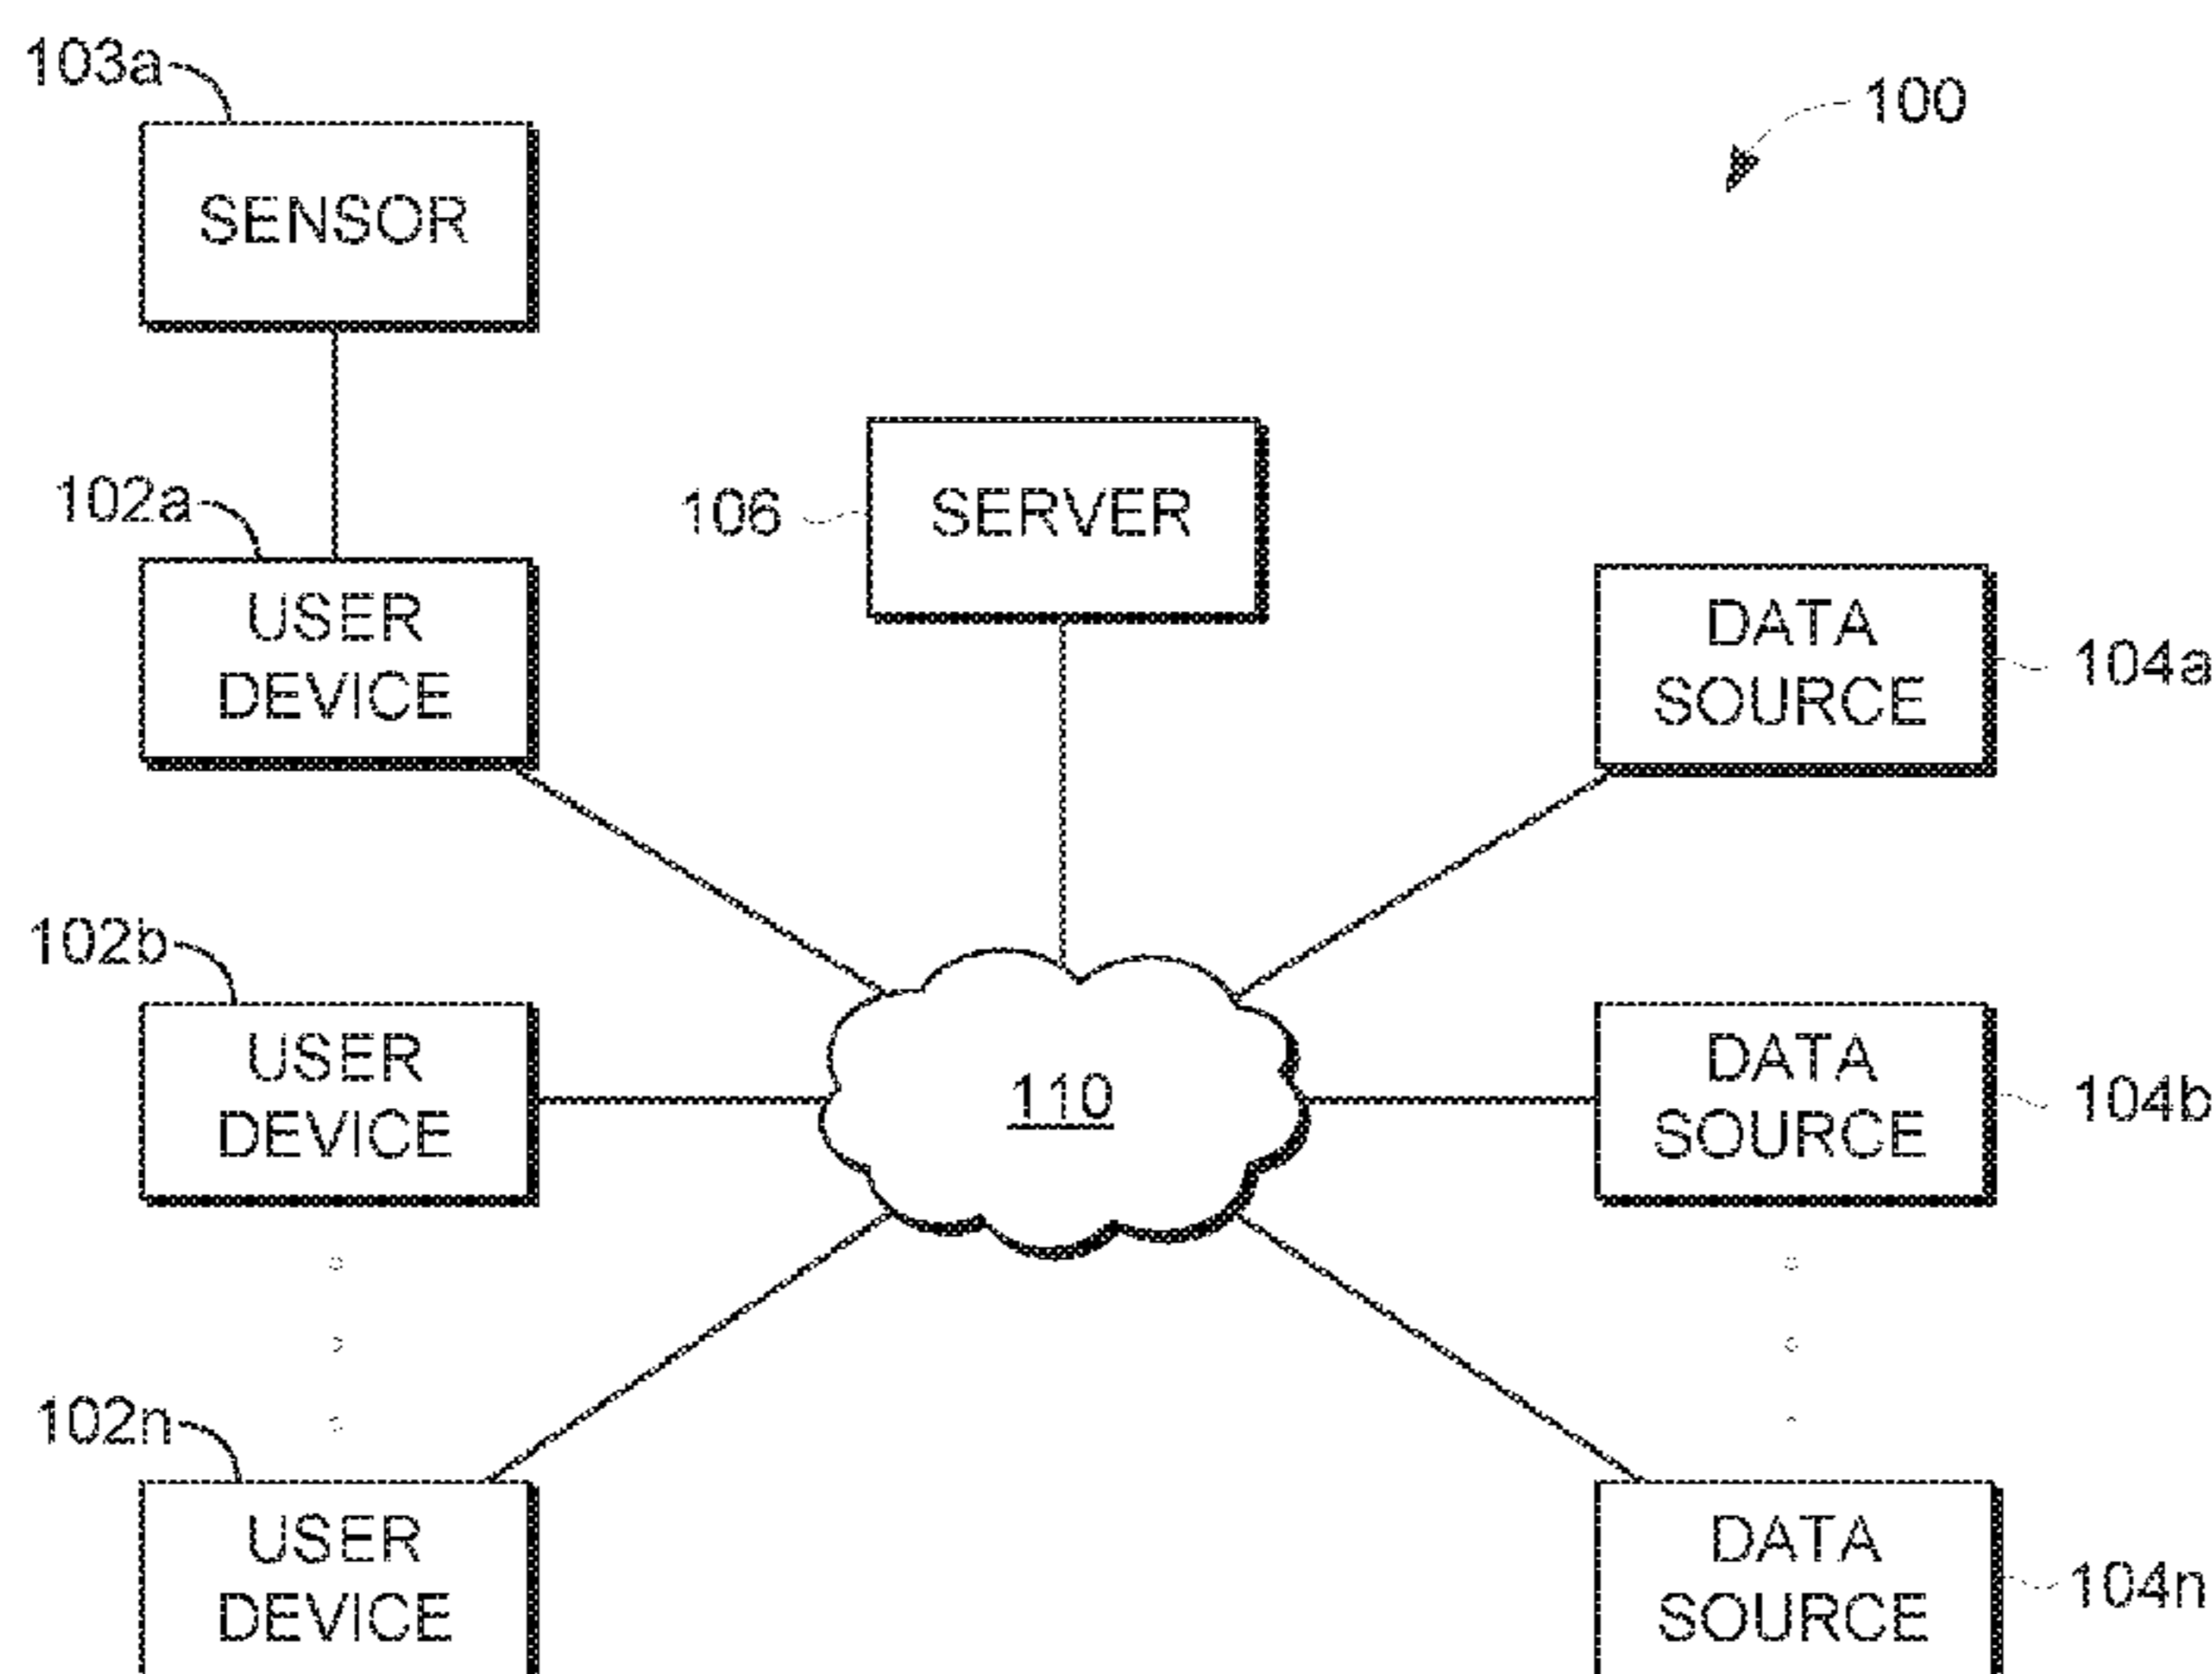 103a
100
SENSOR
102a
106
SERVER
USER
DEVICE
DATA
SOURCE
104a
102b
USER
DEVICE
110
DATA
SOURCE
104b
102n
USER
DEVICE
DATA
SOURCE
104n